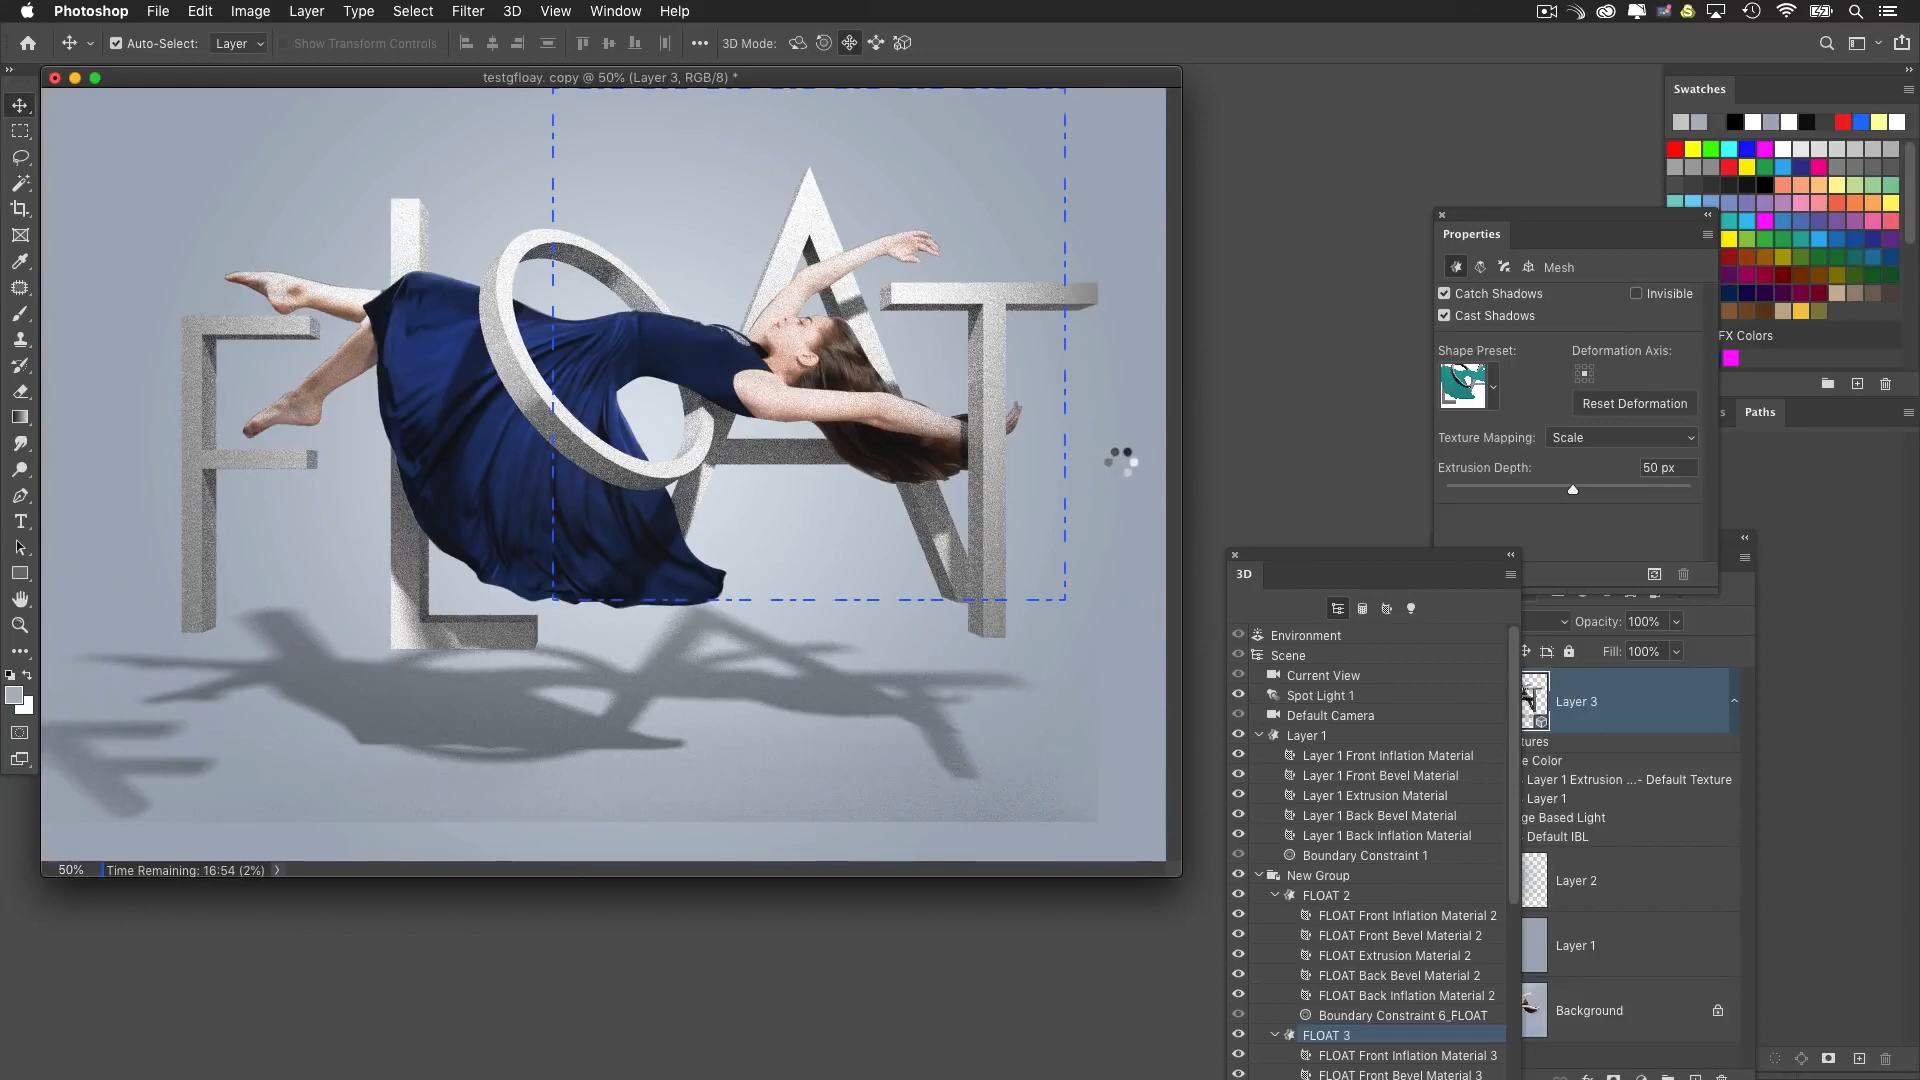 Photoshop File Edit Image Layer Type Select Filter 3D View Window Help
Auto-Select: Layer Show Transform Controls 3D Mode:
testgfloay. copy @ 50% (Layer 3, RGB/8) *
Swatches
FLOAT
Properties
Mesh
Catch Shadows Invisible
Cast Shadows
Shape Preset: Deformation Axis:
Reset Deformation
Texture Mapping: Scale
Extrusion Depth: 50 px
FX Colors
s Paths
3D
Environment
Scene
Current View
Spot Light 1
Default Camera
Layer 1
Layer 1 Front Inflation Material
Layer 1 Front Bevel Material
Layer 1 Extrusion Material
Layer 1 Back Bevel Material
Layer 1 Back Inflation Material
Boundary Constraint 1
New Group
FLOAT 2
FLOAT Front Inflation Material 2
FLOAT Front Bevel Material 2
FLOAT Extrusion Material 2
FLOAT Back Bevel Material 2
FLOAT Back Inflation Material 2
Boundary Constraint 6_FLOAT
FLOAT 3
FLOAT Front Inflation Material 3
FLOAT Front Bevel Material 3
Opacity: 100%
Fill: 100%
Layer 3
tures
e Color
Layer 1 Extrusion ...- Default Texture
Layer 1
ge Based Light
Default IBL
Layer 2
Layer 1
Background
50% Time Remaining: 16:54 (2%)